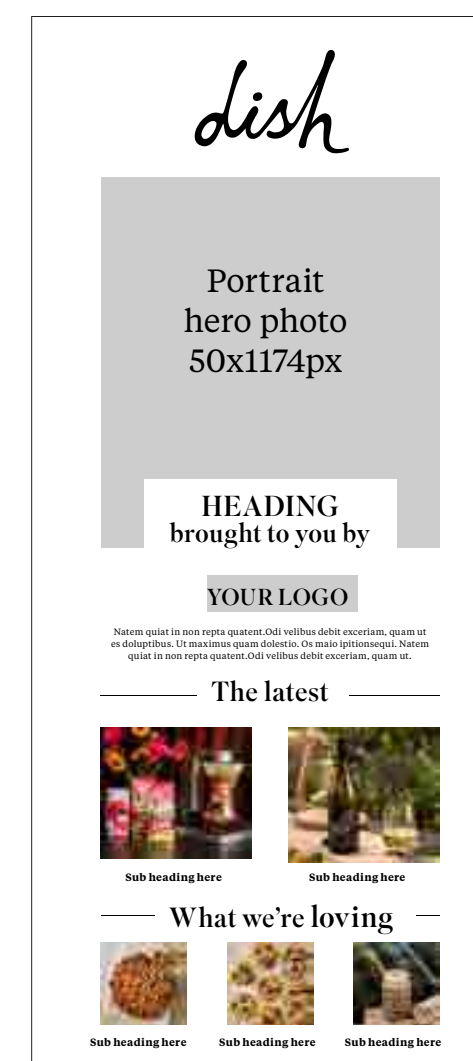 dish
Portrait
hero photo
50x1174px
HEADING
brought to you by
YOUR LOGO
Natem quiat in non repta quatent.Odi velibus debit exceriam, quam ut
es doluptibus. Ut maximus quam dolestio. Os maio ipitionsequi. Natem
quiat in non repta quatent.Odi velibus debit exceriam, quam ut.
The latest
Sub heading here
Sub heading here
What we're loving
Sub heading here
Sub heading here
Sub heading here